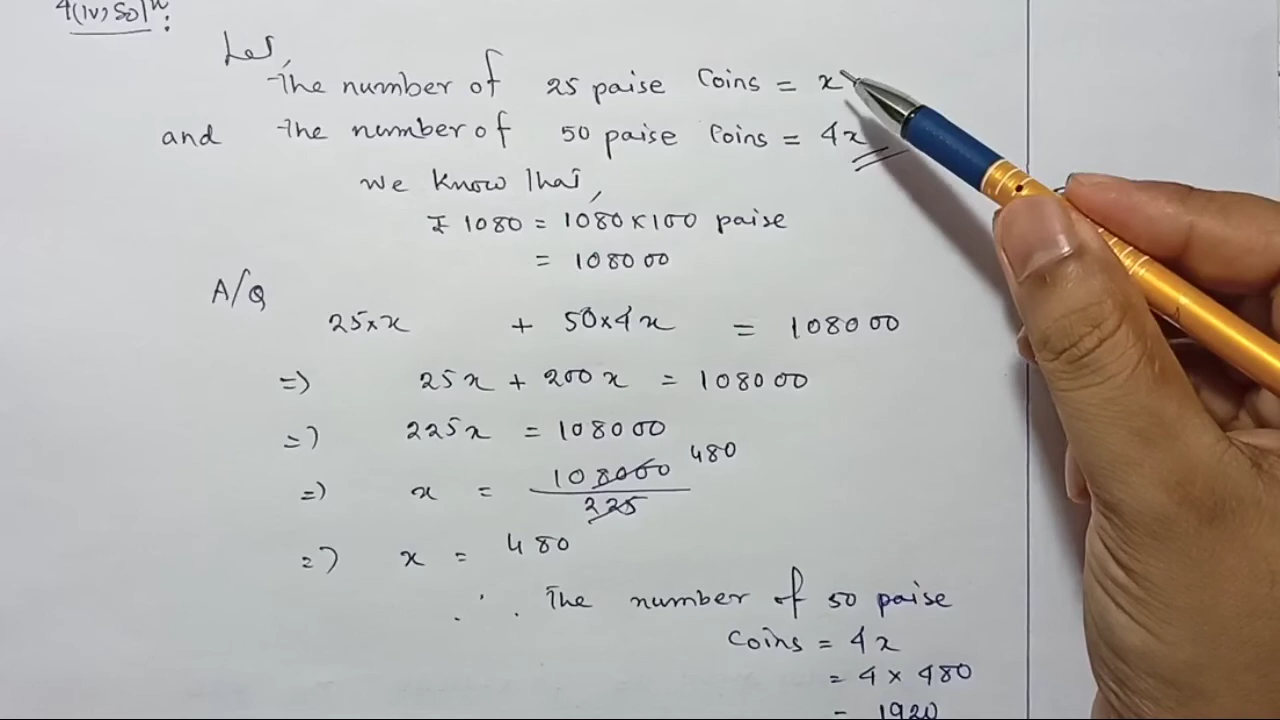 4(iv) Solⁿ:
Let,
The number of 25 paise Coins = x
and the number of 50 paise Coins = 4x
We know that,
₹ 1080 = 1080 x 100 paise
= 108000
A/Q
25 x x + 50 x 4x = 108000
=) 25x + 200x = 108000
=) 225x = 108000
=) x = 108000/225 480
=) x = 480
∴ The number of 50 paise
Coins = 4x
= 4 x 480
= 1920